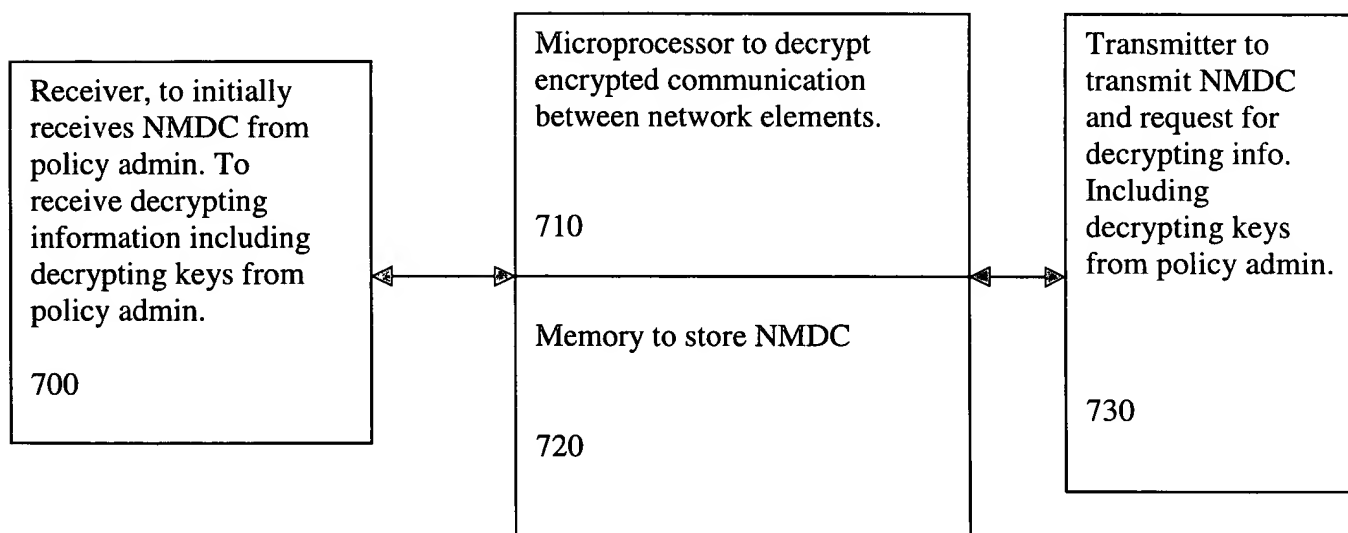 Receiver, to initially
receives NMDC from
policy admin. To
receive decrypting
information including
decrypting keys from
policy admin.
700
Microprocessor to decrypt
encrypted communication
between network elements.
710
Memory to store NMDC
720
Transmitter to
transmit NMDC
and request for
decrypting info.
Including
decrypting keys
from policy admin.
730